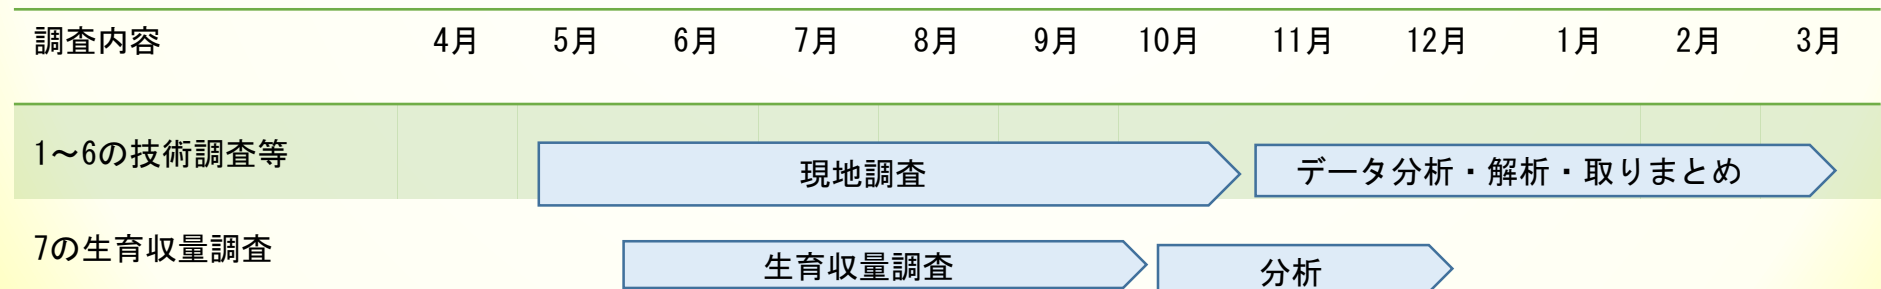 調査内容 4月 5月 6月 7月 8月 9月 10月 11月 12月 1月 2月 3月
1～6の技術調査等 現地調査 データ分析・解析・取りまとめ
7の生育収量調査 生育収量調査 分析